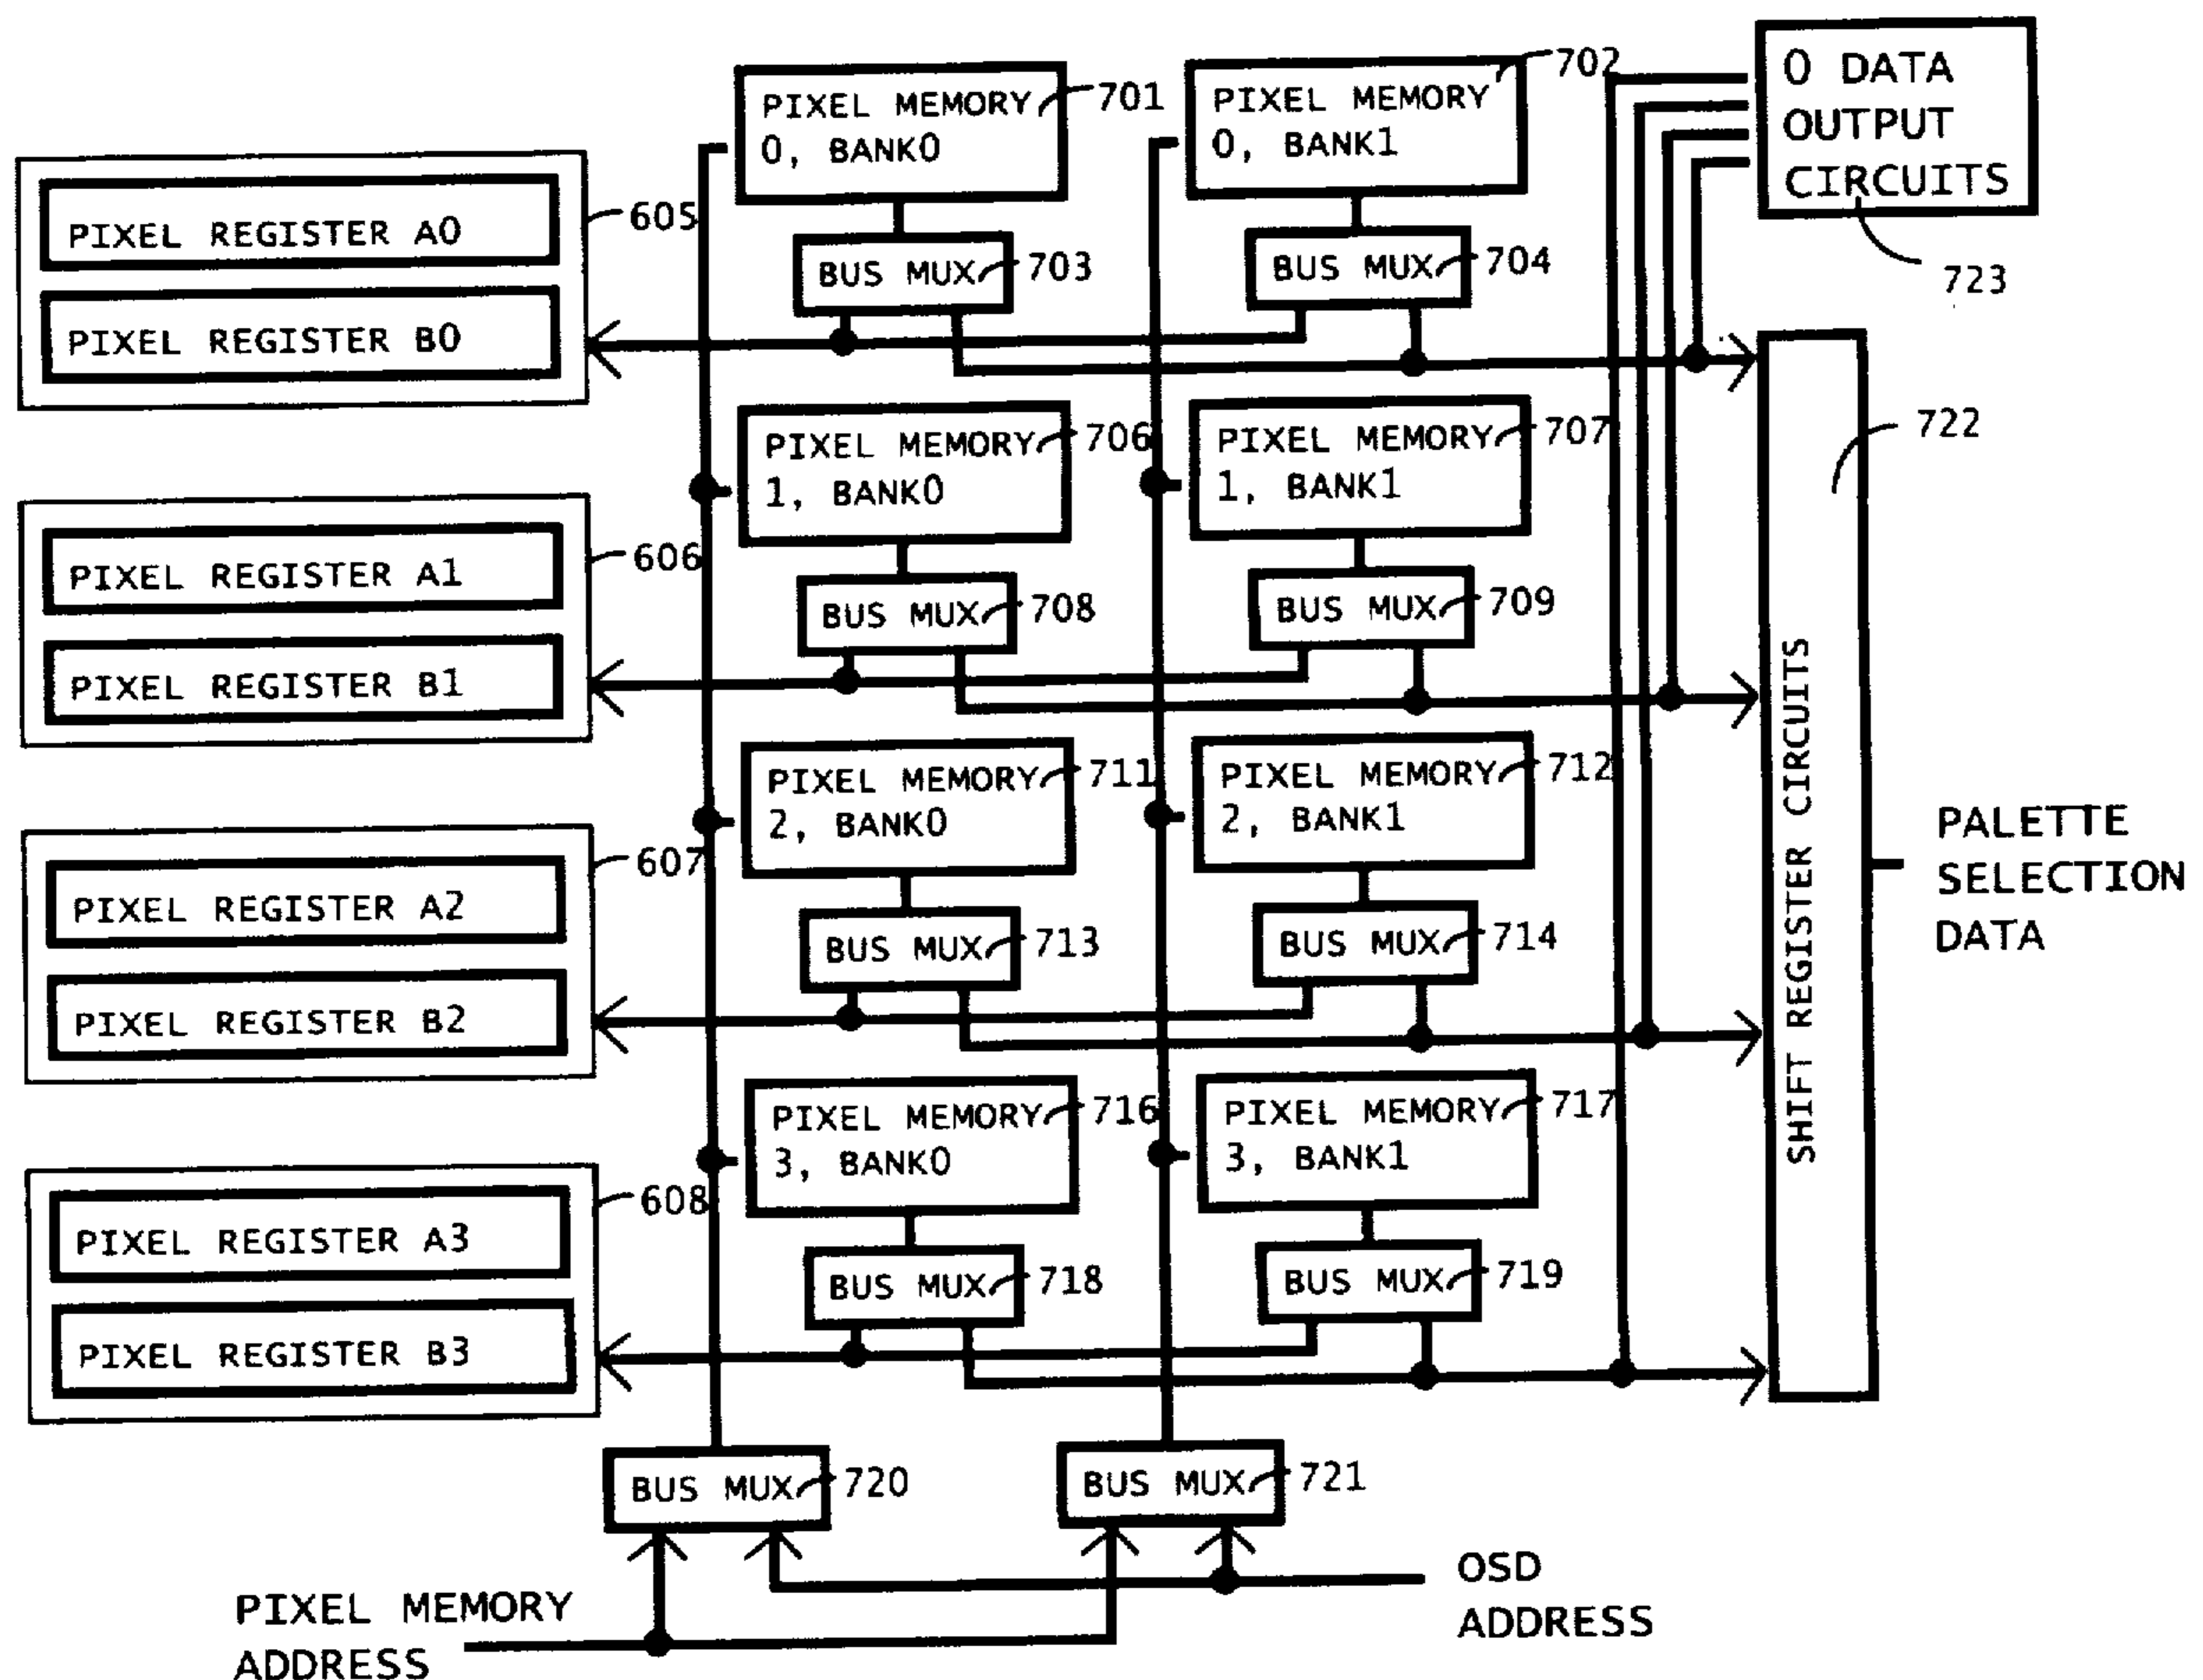 PIXEL MEMORY
0, BANK0
701
PIXEL MEMORY
0, BANK1
702
0 DATA
OUTPUT
CIRCUITS
723
PIXEL REGISTER A0
PIXEL REGISTER B0
605
BUS MUX
703
BUS MUX
704
PIXEL MEMORY
1, BANK0
706
PIXEL MEMORY
1, BANK1
707
722
PIXEL REGISTER A1
PIXEL REGISTER B1
606
BUS MUX
708
BUS MUX
709
PIXEL MEMORY
2, BANK0
711
PIXEL MEMORY
2, BANK1
712
SHIFT REGISTER CIRCUITS
PALETTE
SELECTION
DATA
PIXEL REGISTER A2
PIXEL REGISTER B2
607
BUS MUX
713
BUS MUX
714
PIXEL MEMORY
3, BANK0
716
PIXEL MEMORY
3, BANK1
717
PIXEL REGISTER A3
PIXEL REGISTER B3
608
BUS MUX
718
BUS MUX
719
BUS MUX
720
BUS MUX
721
PIXEL MEMORY
ADDRESS
OSD
ADDRESS